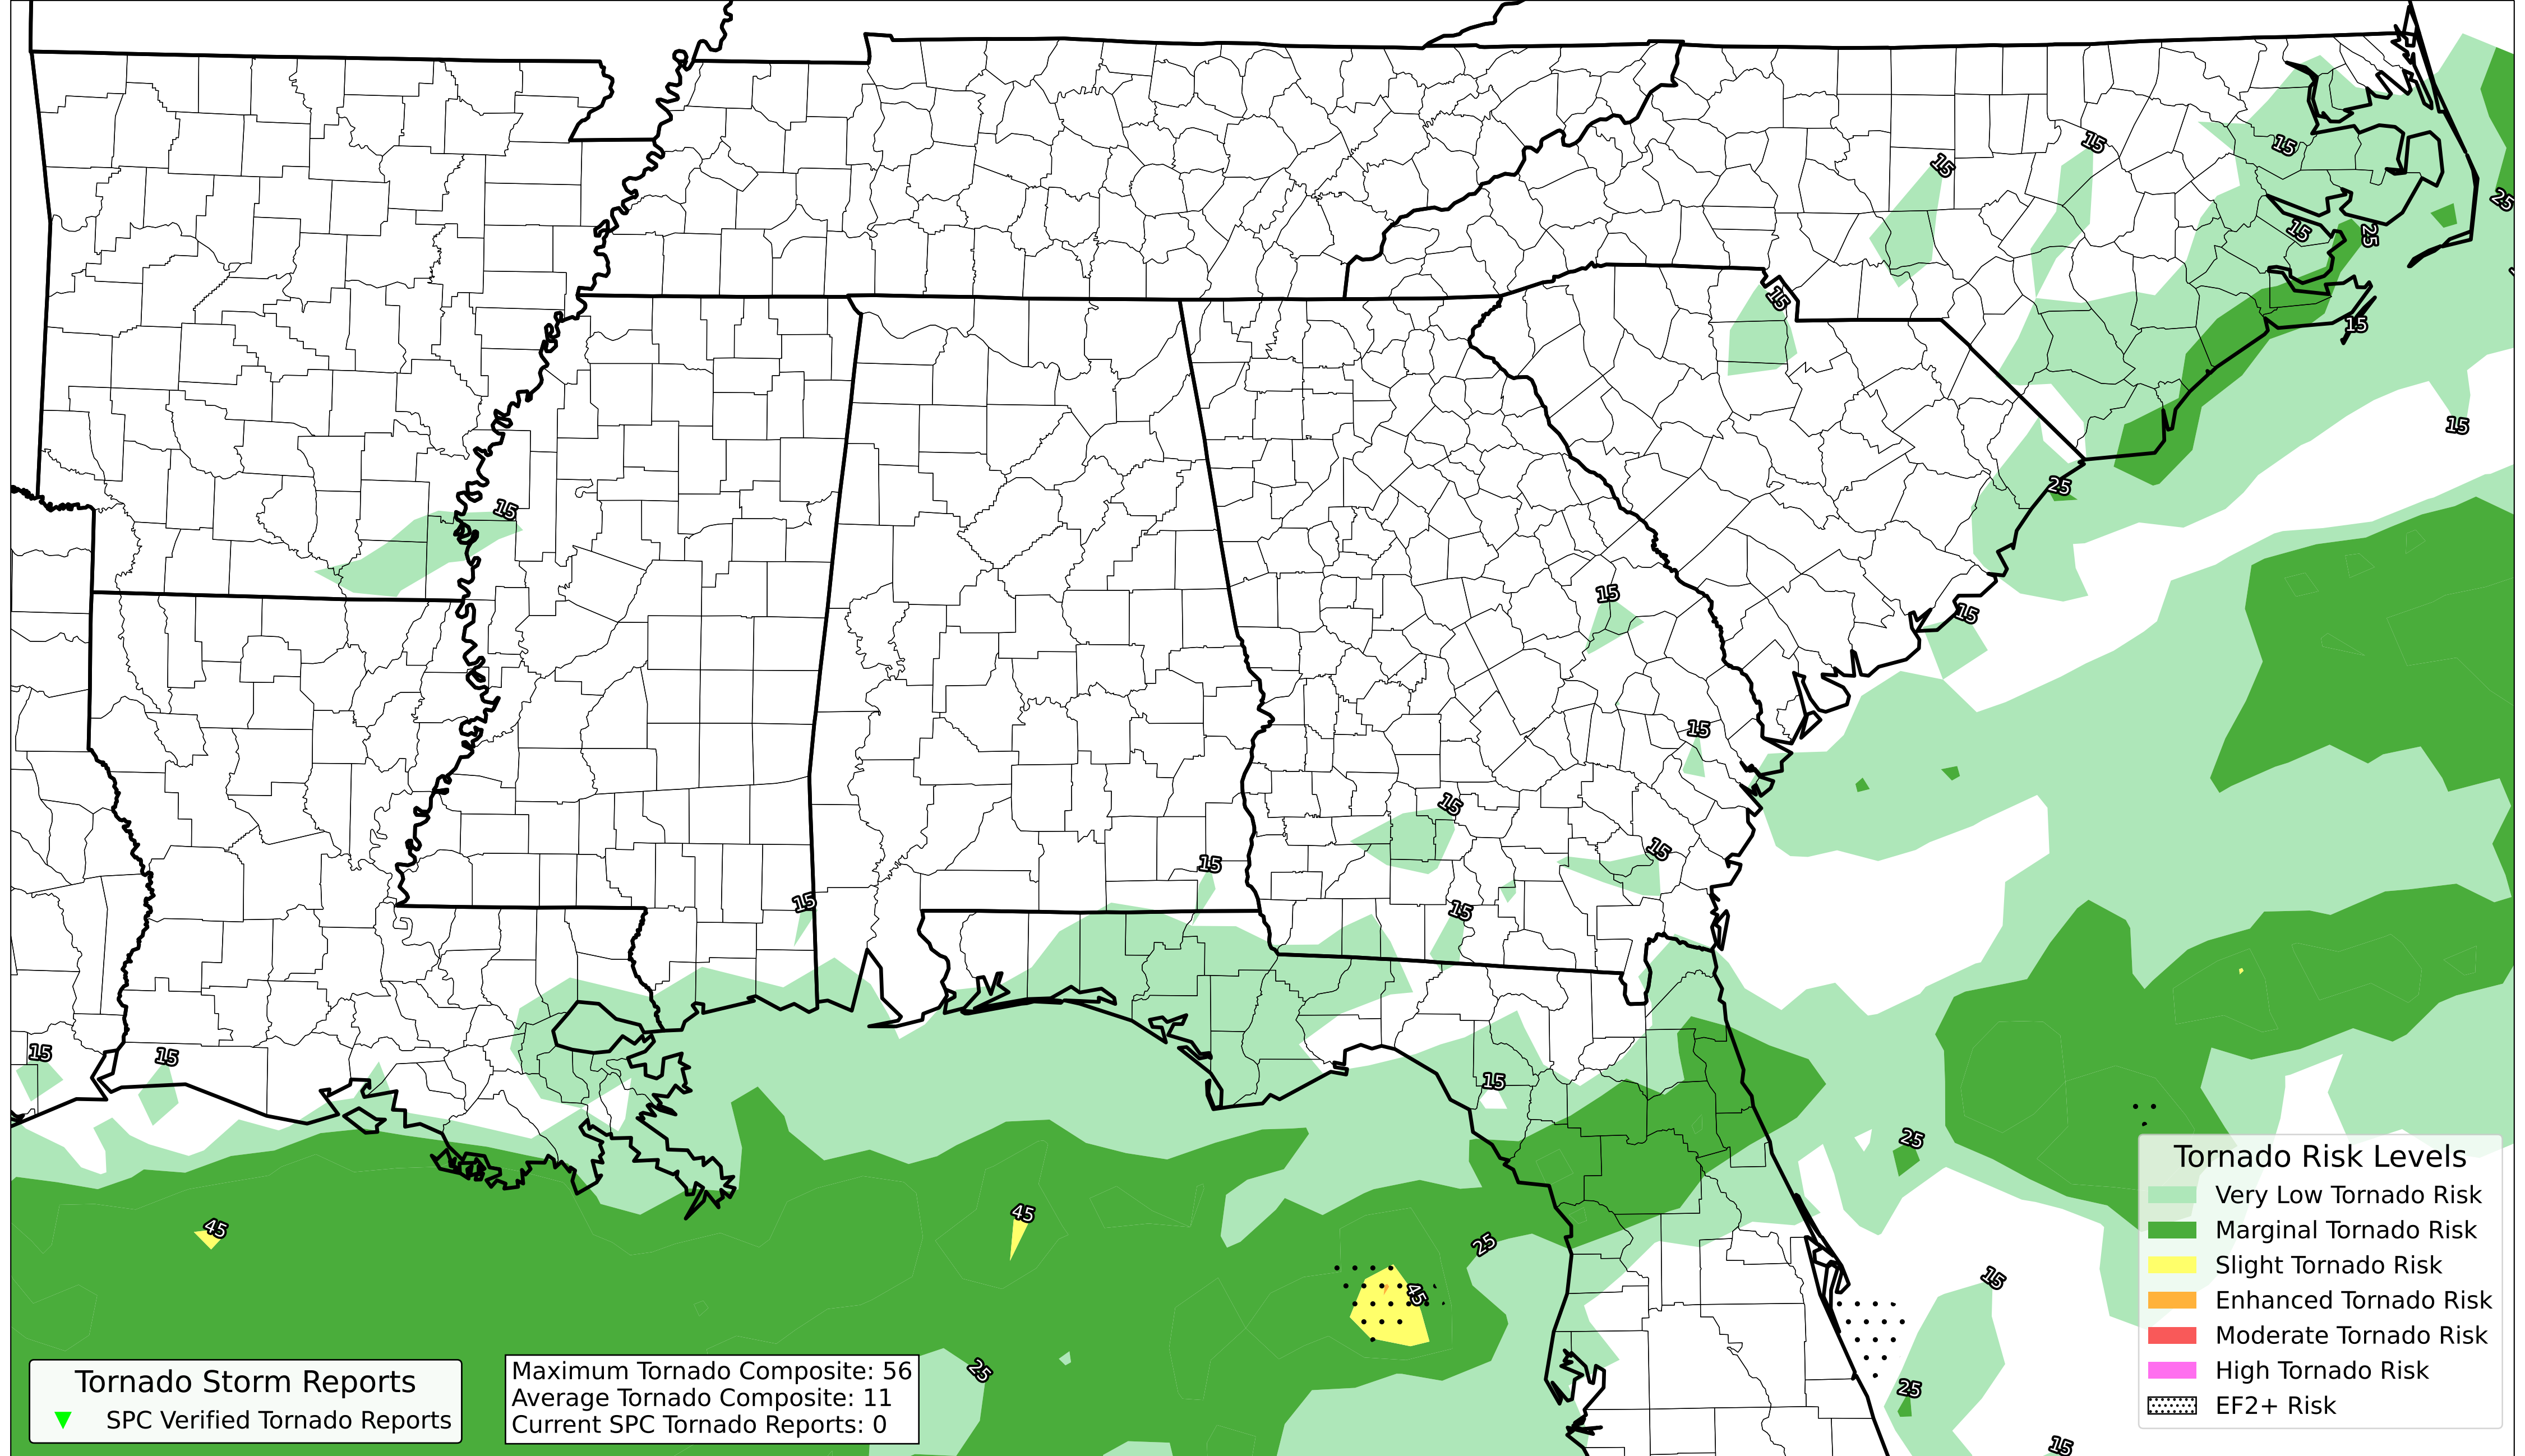 15
15
15
25
15
25
15
15
15
25
15
15
15
15
15
15
15
15
15
15
15
15
25
45
45
25
15
45
25
25
15
Tornado Risk Levels
Very Low Tornado Risk
Marginal Tornado Risk
Slight Tornado Risk
Enhanced Tornado Risk
Moderate Tornado Risk
High Tornado Risk
EF2+ Risk
Tornado Storm Reports
SPC Verified Tornado Reports
Maximum Tornado Composite: 56
Average Tornado Composite: 11
Current SPC Tornado Reports: 0